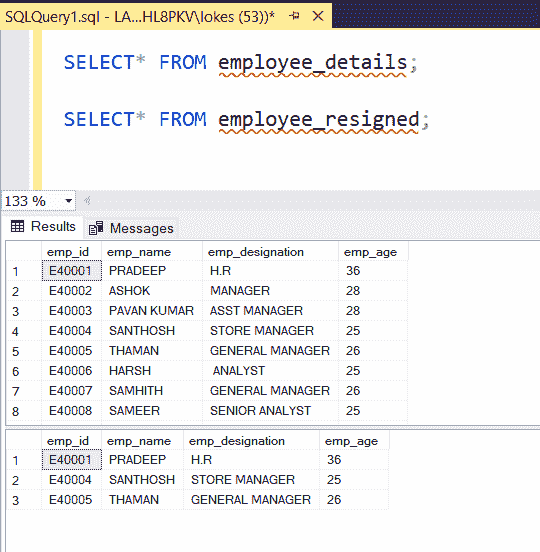 SQLQuery1.sql - LA...HL8PKV\lokes (53))*
SELECT* FROM employee_details;
SELECT* FROM employee_resigned;
133 %
Results Messages
emp_id emp_name emp_designation emp_age
1 E40001 PRADEEP H.R 36
2 E40002 ASHOK MANAGER 28
3 E40003 PAVAN KUMAR ASST MANAGER 28
4 E40004 SANTHOSH STORE MANAGER 25
5 E40005 THAMAN GENERAL MANAGER 26
6 E40006 HARSH ANALYST 25
7 E40007 SAMHITH GENERAL MANAGER 26
8 E40008 SAMEER SENIOR ANALYST 25
emp_id emp_name emp_designation emp_age
1 E40001 PRADEEP H.R 36
2 E40004 SANTHOSH STORE MANAGER 25
3 E40005 THAMAN GENERAL MANAGER 26